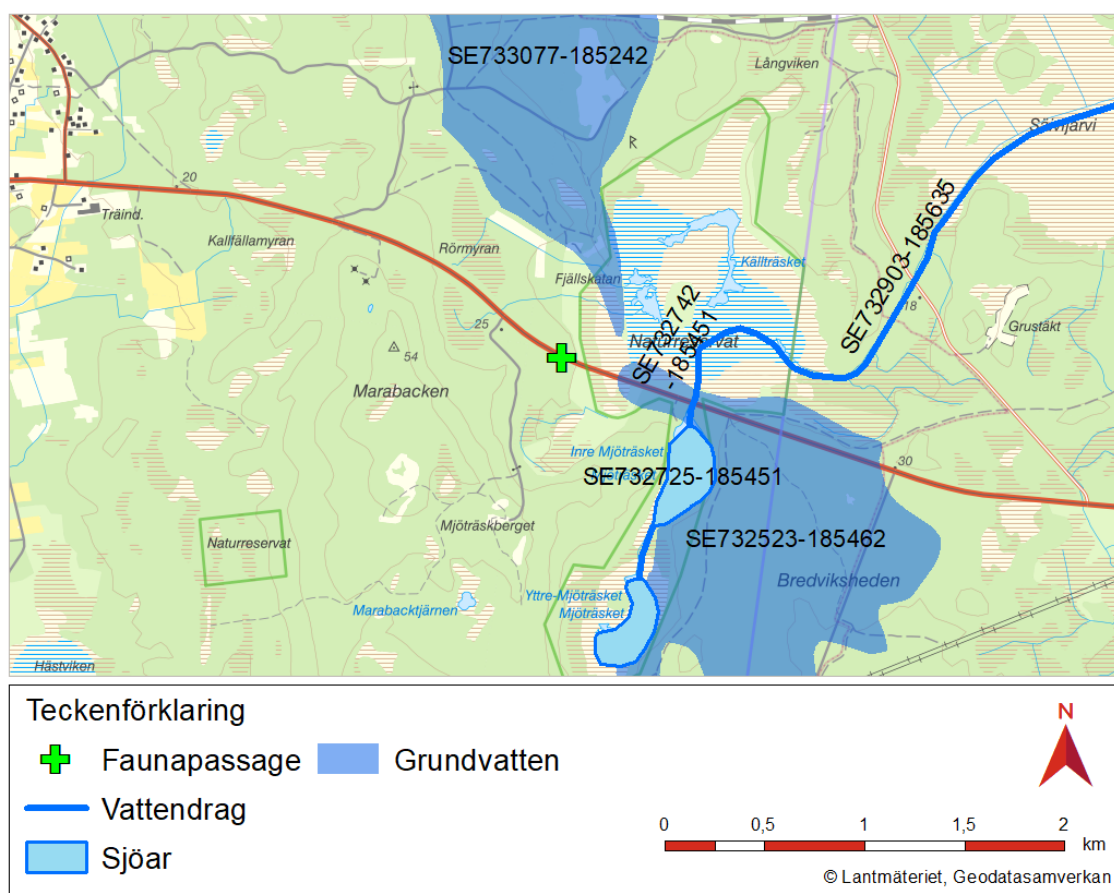 SE733077-185242
Långviken
Sälvijärvi
20
Träind.
Kallfällamyran
Rörmyran
Fjällskatan
Källträsket
SE732903-185635
18
Grustäkt
25
54
Marabacken
SE732742
-185451
Naturreservat
Inre Mjöträsket
Mjöträsket
SE732725-185451
30
Mjöträskberget
SE732523-185462
Naturreservat
Bredviksheden
Yttre-Mjöträsket
Mjöträsket
Marabacktjärnen
Hästviken
Teckenförklaring
Faunapassage
Grundvatten
Vattendrag
Sjöar
N
0 0,5 1 1,5 2
km
© Lantmäteriet, Geodatasamverkan